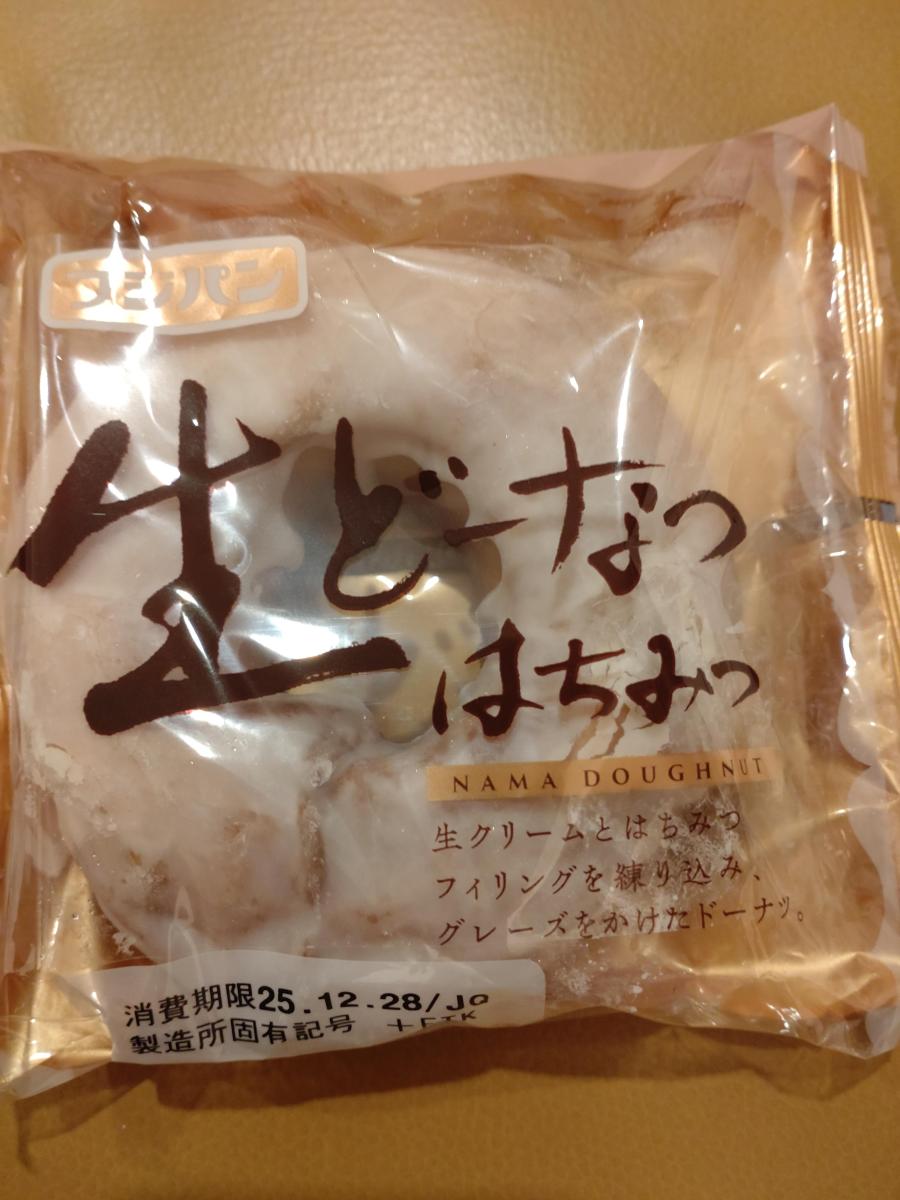 フジパン
生どーなつ
はちみつ
NAMA DOUGHNUT
生クリームとはちみつ
フィリングを練り込み、
グレーズをかけたドーナツ。
消費期限25.12.28/JO
製造所固有記号 +FIK